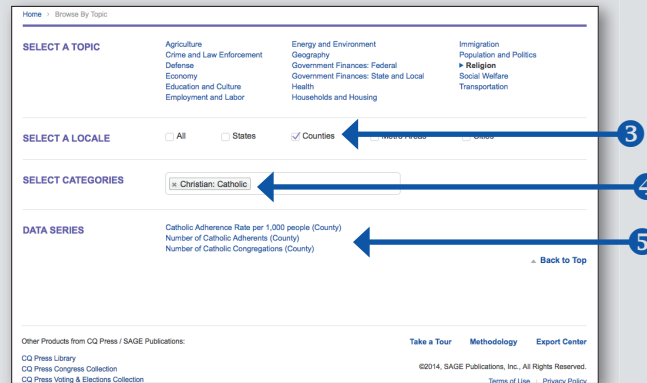 Home > Browse By Topic
SELECT A TOPIC
Agriculture
Crime and Law Enforcement
Defense
Economy
Education and Culture
Employment and Labor
Energy and Environment
Geography
Government Finances: Federal
Government Finances: State and Local
Health
Households and Housing
Immigration
Population and Politics
▶ Religion
Social Welfare
Transportation
SELECT A LOCALE
All States Counties Metro Areas
3
SELECT CATEGORIES
× Christian: Catholic
4
DATA SERIES
Catholic Adherence Rate per 1,000 people (County)
Number of Catholic Adherents (County)
Number of Catholic Congregations (County)
5
▲ Back to Top
Other Products from CQ Press / SAGE Publications:
CQ Press Library
CQ Press Congress Collection
CQ Press Voting & Elections Collection
Take a Tour Methodology Export Center
©2014, SAGE Publications, Inc., All Rights Reserved.
Terms of Use | Privacy Policy